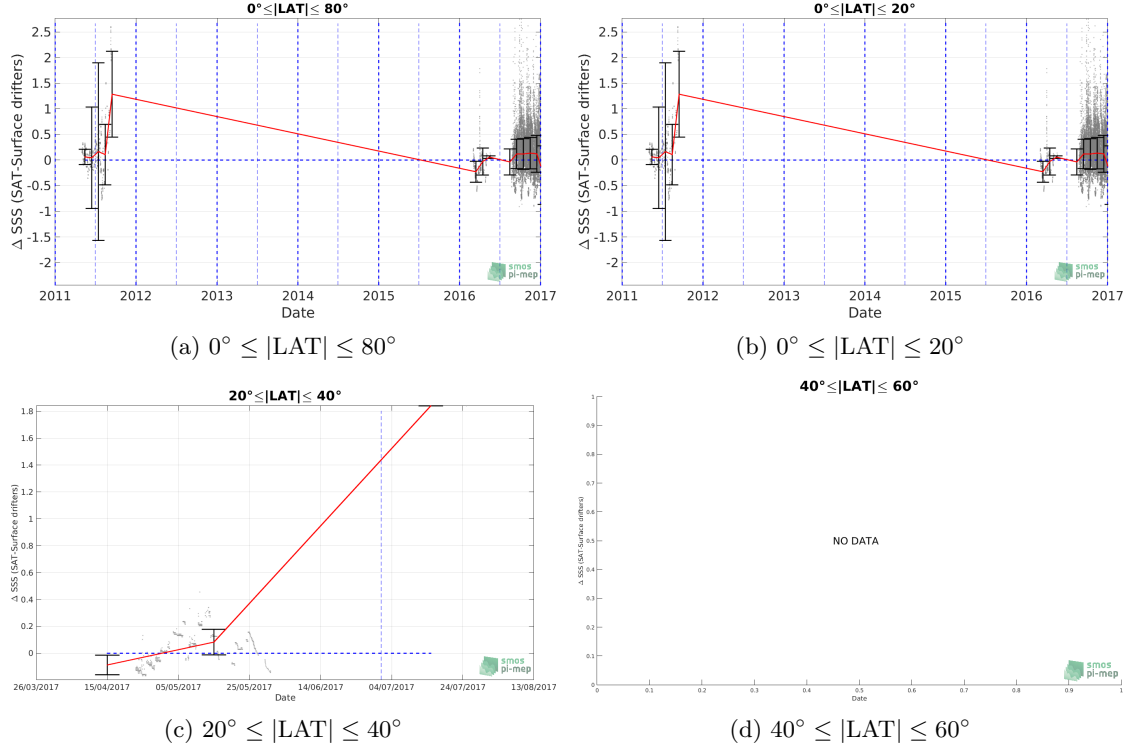 0°≤|LAT|≤ 80°
Δ SSS (SAT-Surface drifters)
2.5
2
1.5
1
0.5
0
-0.5
-1
-1.5
-2
2011 2012 2013 2014 2015 2016 2017
Date
smos
pi-mep
(a) 0° ≤ |LAT| ≤ 80°
0°≤|LAT|≤ 20°
Δ SSS (SAT-Surface drifters)
2.5
2
1.5
1
0.5
0
-0.5
-1
-1.5
-2
2011 2012 2013 2014 2015 2016 2017
Date
smos
pi-mep
(b) 0° ≤ |LAT| ≤ 20°
20°≤|LAT|≤ 40°
Δ SSS (SAT-Surface drifters)
1.8
1.6
1.4
1.2
1
0.8
0.6
0.4
0.2
0
26/03/2017 15/04/2017 05/05/2017 25/05/2017 14/06/2017 04/07/2017 24/07/2017 13/08/2017
Date
smos
pi-mep
(c) 20° ≤ |LAT| ≤ 40°
40°≤|LAT|≤ 60°
Δ SSS (SAT-Surface drifters)
1
0.9
0.8
0.7
0.6
0.5
0.4
0.3
0.2
0.1
0
NO DATA
0 0.1 0.2 0.3 0.4 0.5 0.6 0.7 0.8 0.9 1
Date
smos
pi-mep
(d) 40° ≤ |LAT| ≤ 60°